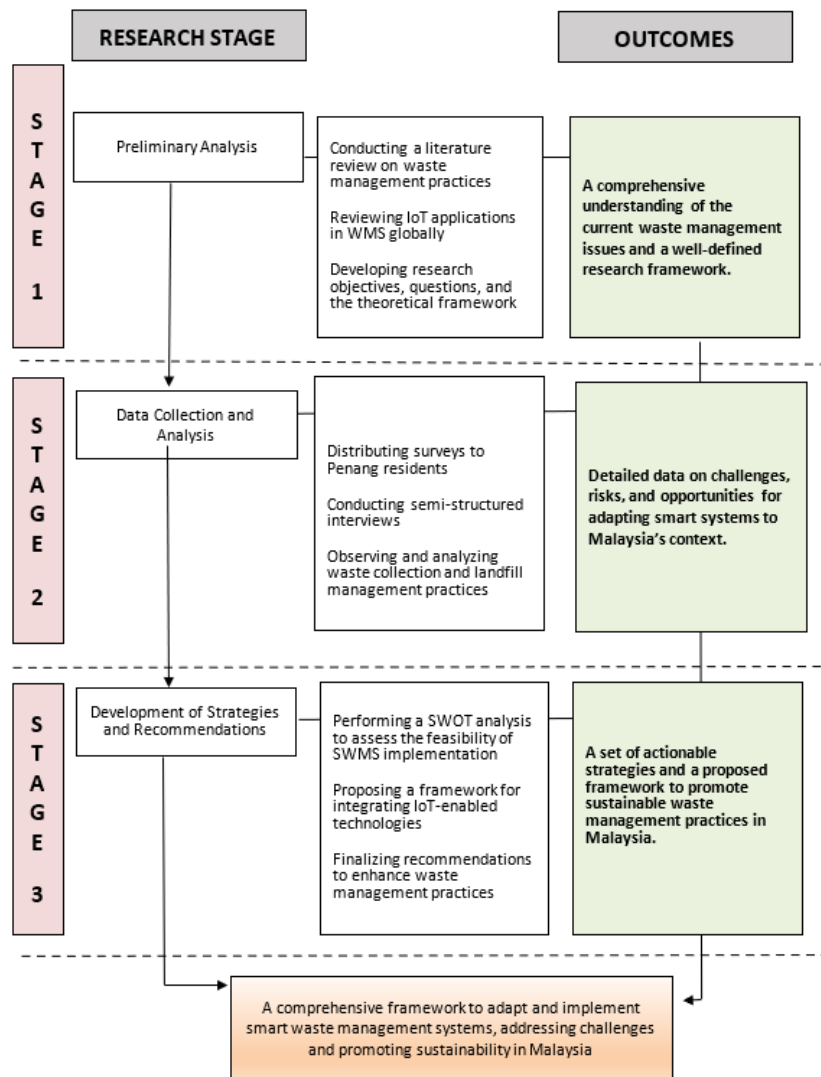 RESEARCH STAGE
OUTCOMES
S
T
A
G
E
1
Preliminary Analysis
Conducting a literature
review on waste
management practices
Reviewing IoT applications
in WMS globally
Developing research
objectives, questions, and
the theoretical framework
A comprehensive
understanding of the
current waste management
issues and a well-defined
research framework.
S
T
A
G
E
2
Data Collection and
Analysis
Distributing surveys to
Penang residents
Conducting semi-structured
interviews
Observing and analyzing
waste collection and landfill
management practices
Detailed data on challenges,
risks, and opportunities for
adapting smart systems to
Malaysia's context.
S
T
A
G
E
3
Development of Strategies
and Recommendations
Performing a SWOT analysis
to assess the feasibility of
SWMS implementation
Proposing a framework for
integrating IoT-enabled
technologies
Finalizing recommendations
to enhance waste
management practices
A set of actionable
strategies and a proposed
framework to promote
sustainable waste
management practices in
Malaysia.
A comprehensive framework to adapt and implement
smart waste management systems, addressing challenges
and promoting sustainability in Malaysia